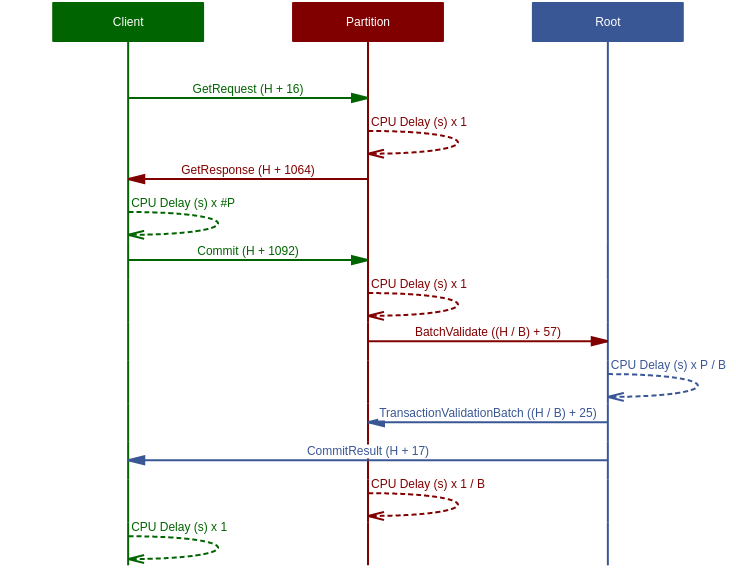 Client
Partition
Root
GetRequest (H + 16)
CPU Delay (s) x 1
GetResponse (H + 1064)
CPU Delay (s) x #P
Commit (H + 1092)
CPU Delay (s) x 1
BatchValidate ((H / B) + 57)
CPU Delay (s) x P / B
TransactionValidationBatch ((H / B) + 25)
CommitResult (H + 17)
CPU Delay (s) x 1 / B
CPU Delay (s) x 1